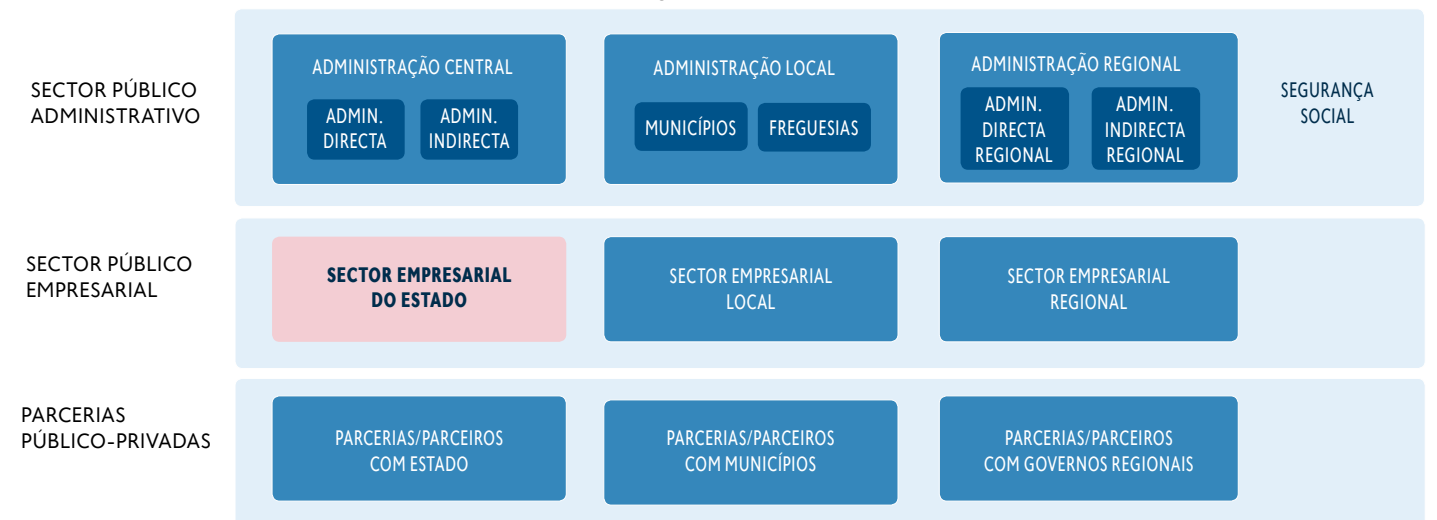 SECTOR PÚBLICO
ADMINISTRATIVO
ADMINISTRAÇÃO CENTRAL
ADMIN.
DIRECTA
ADMIN.
INDIRECTA
ADMINISTRAÇÃO LOCAL
MUNICÍPIOS
FREGUESIAS
ADMINISTRAÇÃO REGIONAL
ADMIN.
DIRECTA
REGIONAL
ADMIN.
INDIRECTA
REGIONAL
SEGURANÇA
SOCIAL
SECTOR PÚBLICO
EMPRESARIAL
SECTOR EMPRESARIAL
DO ESTADO
SECTOR EMPRESARIAL
LOCAL
SECTOR EMPRESARIAL
REGIONAL
PARCERIAS
PÚBLICO-PRIVADAS
PARCERIAS/PARCEIROS
COM ESTADO
PARCERIAS/PARCEIROS
COM MUNICÍPIOS
PARCERIAS/PARCEIROS
COM GOVERNOS REGIONAIS